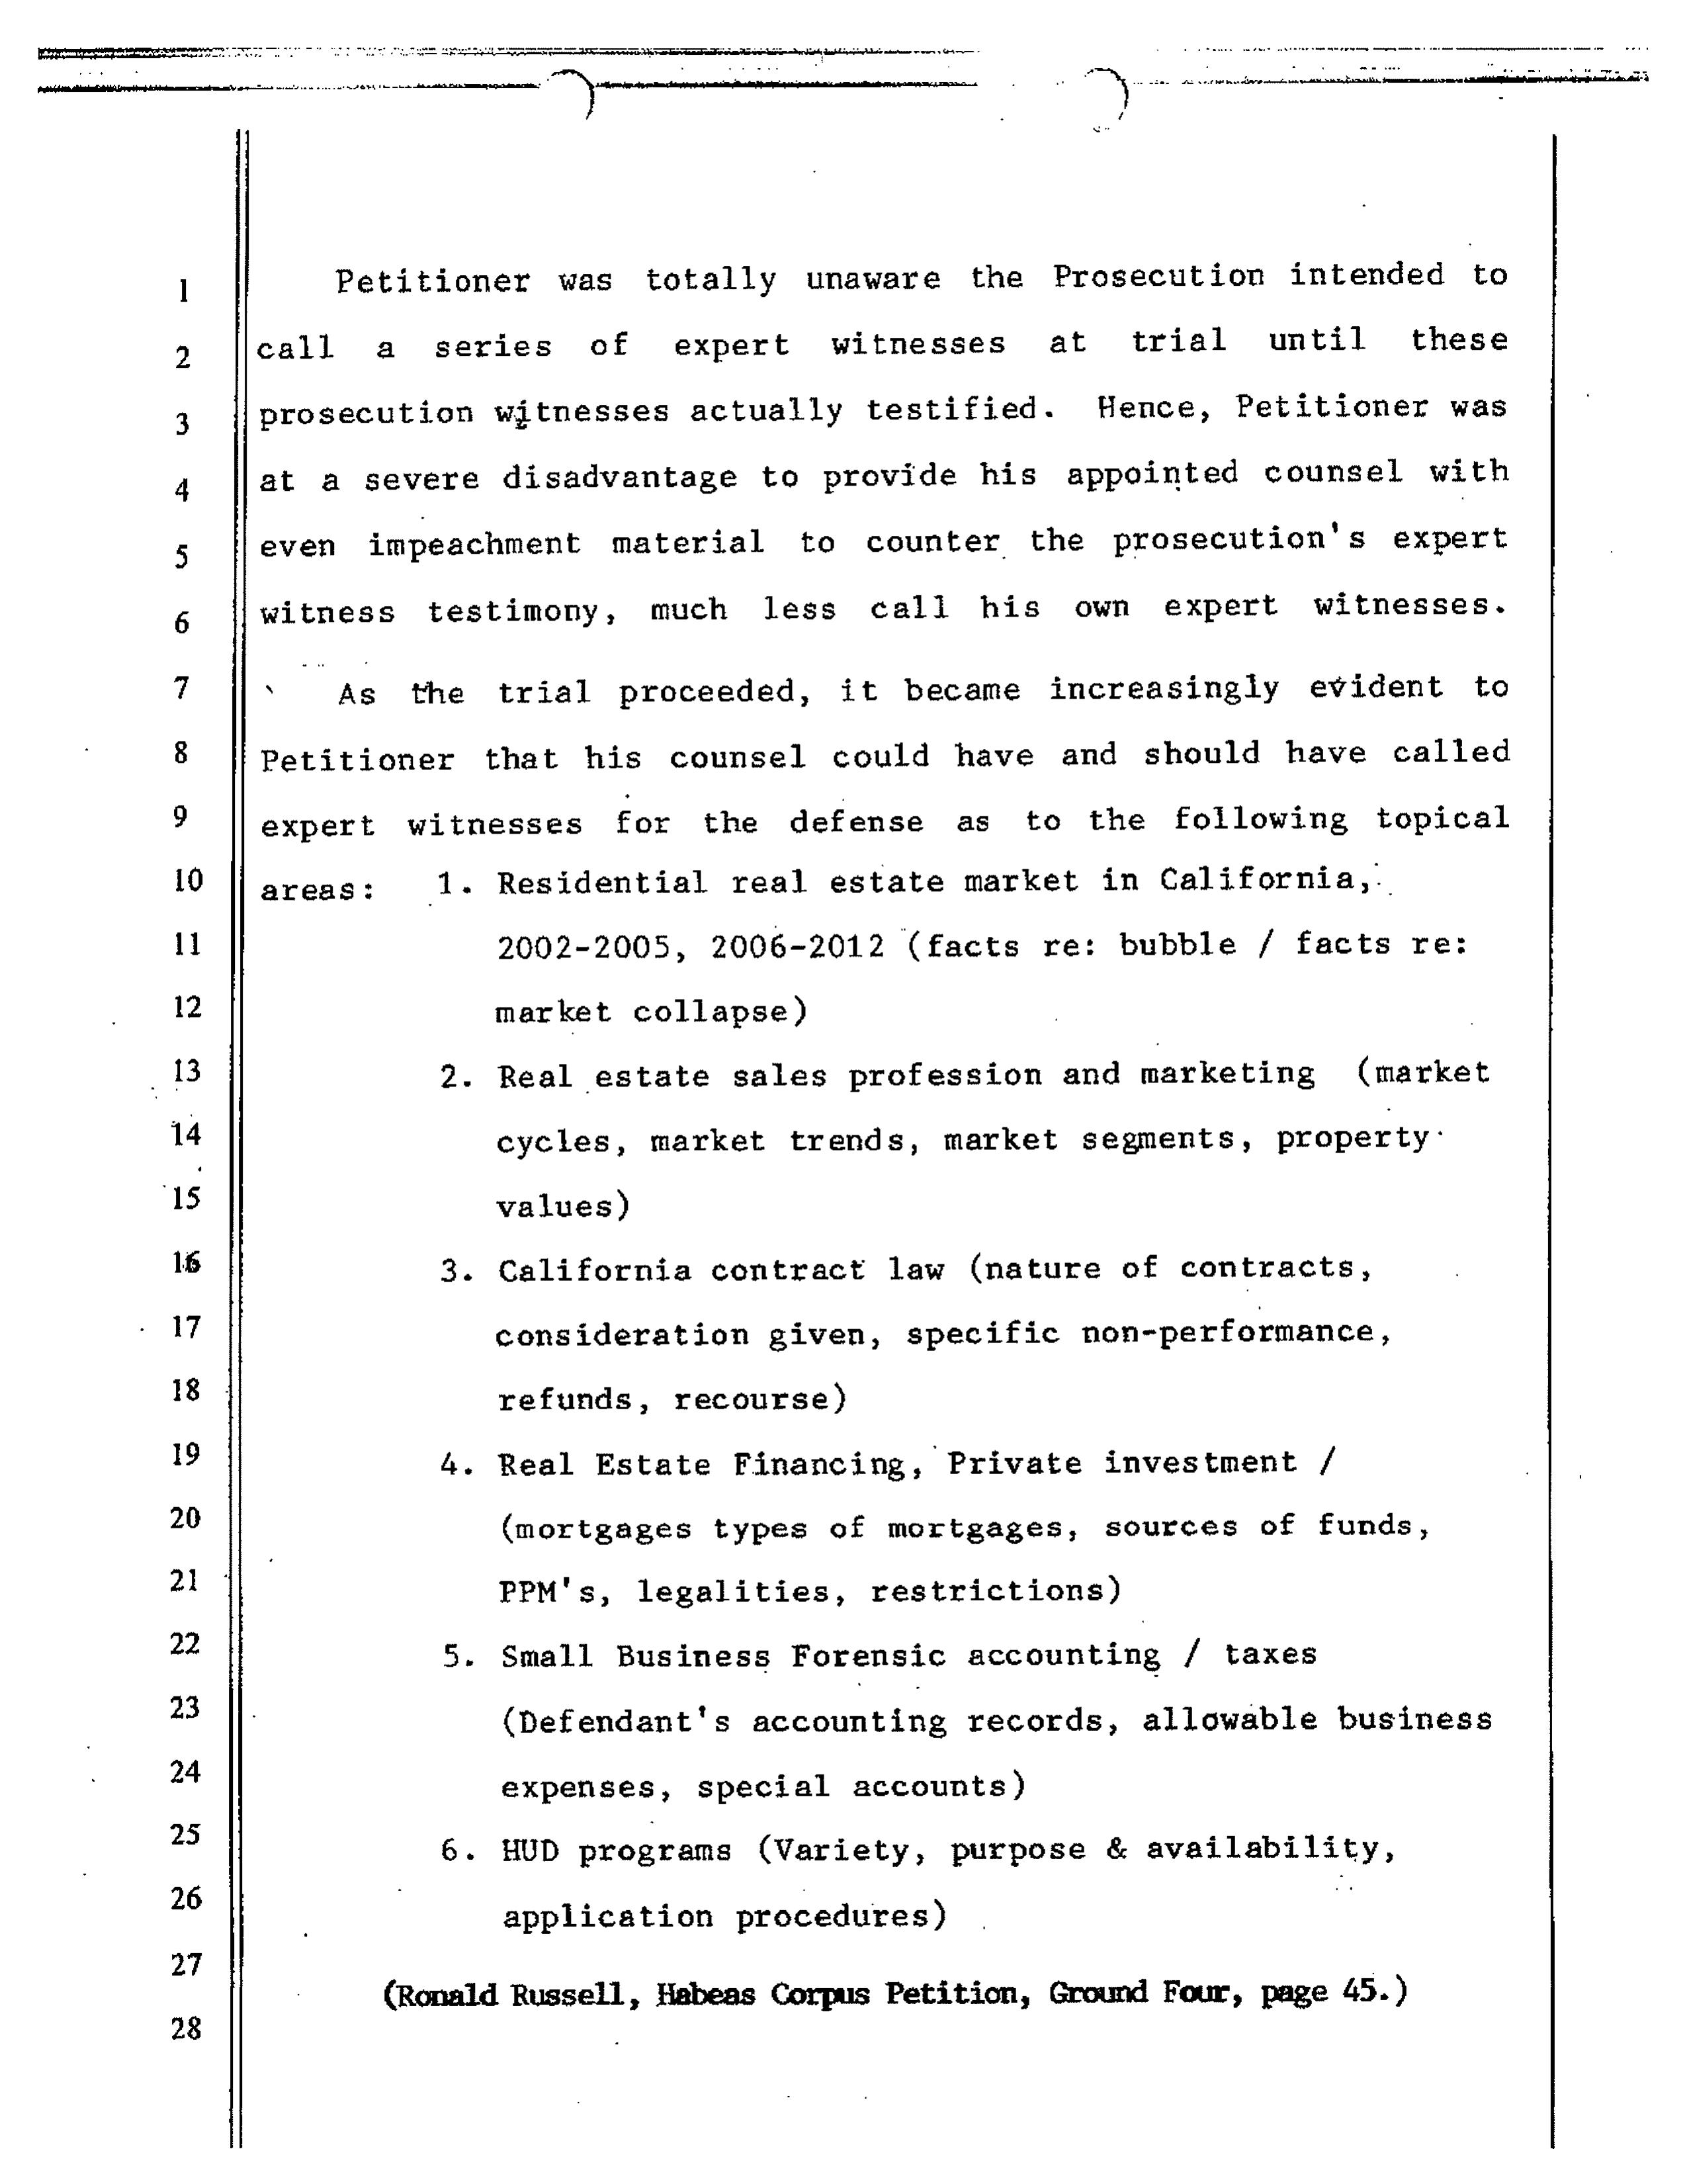 1 Petitioner was totally unaware the Prosecution intended to
2 call a series of expert witnesses at trial until these
3 prosecution witnesses actually testified. Hence, Petitioner was
4 at a severe disadvantage to provide his appointed counsel with
5 even impeachment material to counter the prosecution's expert
6 witness testimony, much less call his own expert witnesses.
7 As the trial proceeded, it became increasingly evident to
8 Petitioner that his counsel could have and should have called
9 expert witnesses for the defense as to the following topical
10 areas: 1. Residential real estate market in California,
11 2002-2005, 2006-2012 (facts re: bubble / facts re:
12 market collapse)
13 2. Real estate sales profession and marketing (market
14 cycles, market trends, market segments, property
15 values)
16 3. California contract law (nature of contracts,
17 consideration given, specific non-performance,
18 refunds, recourse)
19 4. Real Estate Financing, Private investment /
20 (mortgages types of mortgages, sources of funds,
21 PPM's, legalities, restrictions)
22 5. Small Business Forensic accounting / taxes
23 (Defendant's accounting records, allowable business
24 expenses, special accounts)
25 6. HUD programs (Variety, purpose & availability,
26 application procedures)
27 (Ronald Russell, Habeas Corpus Petition, Ground Four, page 45.)
28